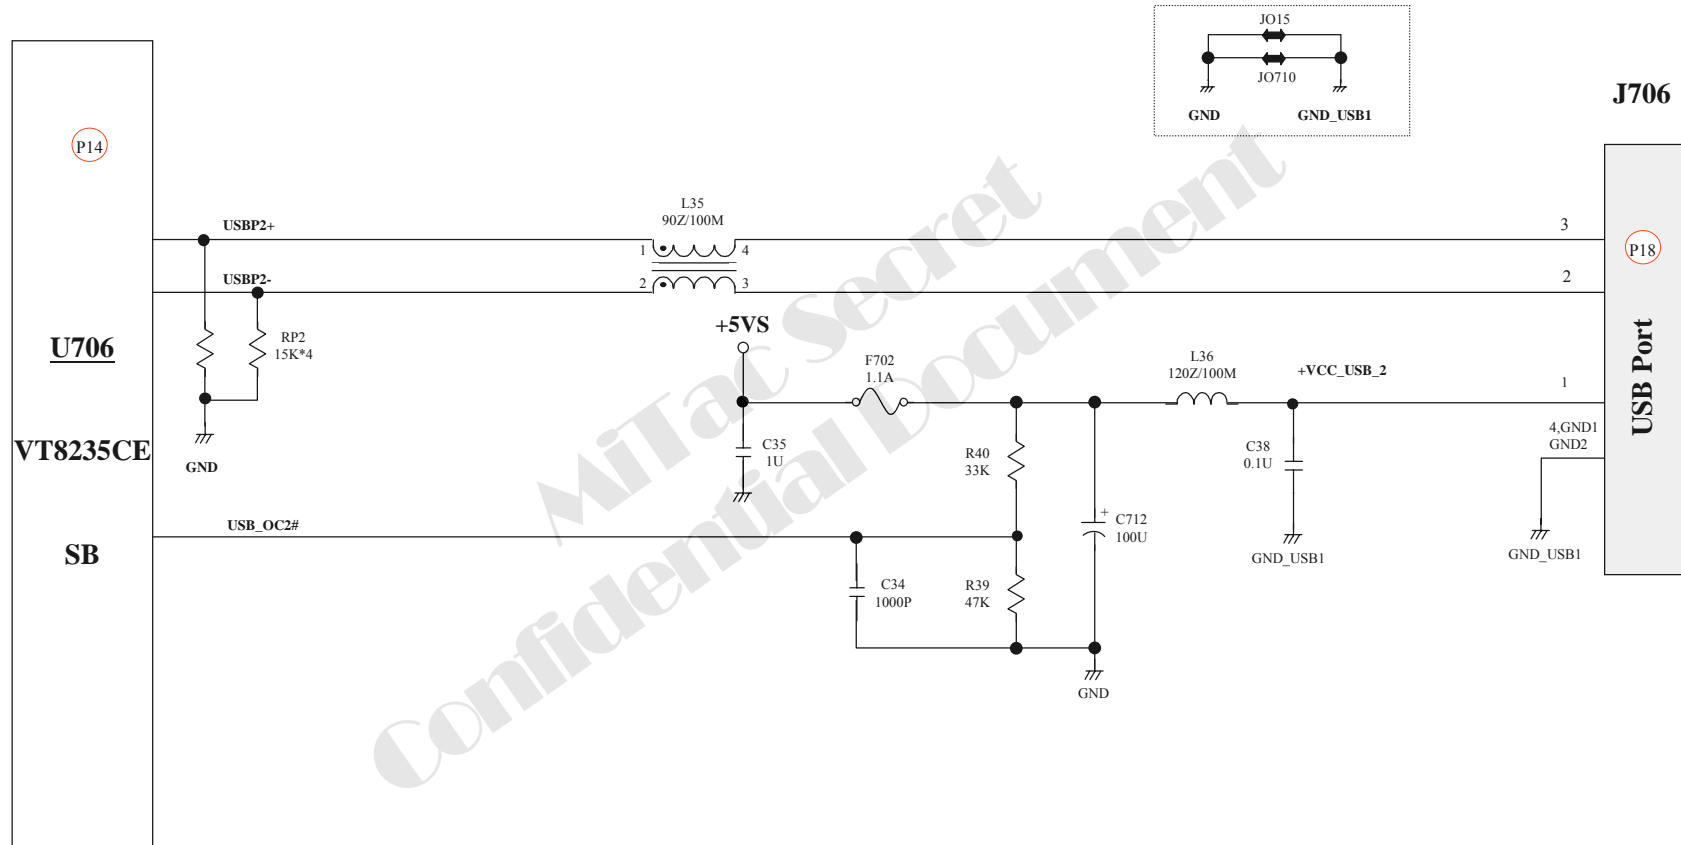 JO15
JO710
GND
GND_USB1
J706
P14
USBP2+
L35
90Z/100M
1
4
3
P18
USBP2-
2
3
2
+5VS
U706
RP2
15K*4
F702
1.1A
L36
120Z/100M
+VCC_USB_2
1
USB Port
VT8235CE
GND
C35
1U
R40
33K
C38
0.1U
4,GND1
GND2
USB_OC2#
+
C712
100U
GND_USB1
GND_USB1
SB
C34
1000P
R39
47K
GND
MiTac Secret
Confidential Document